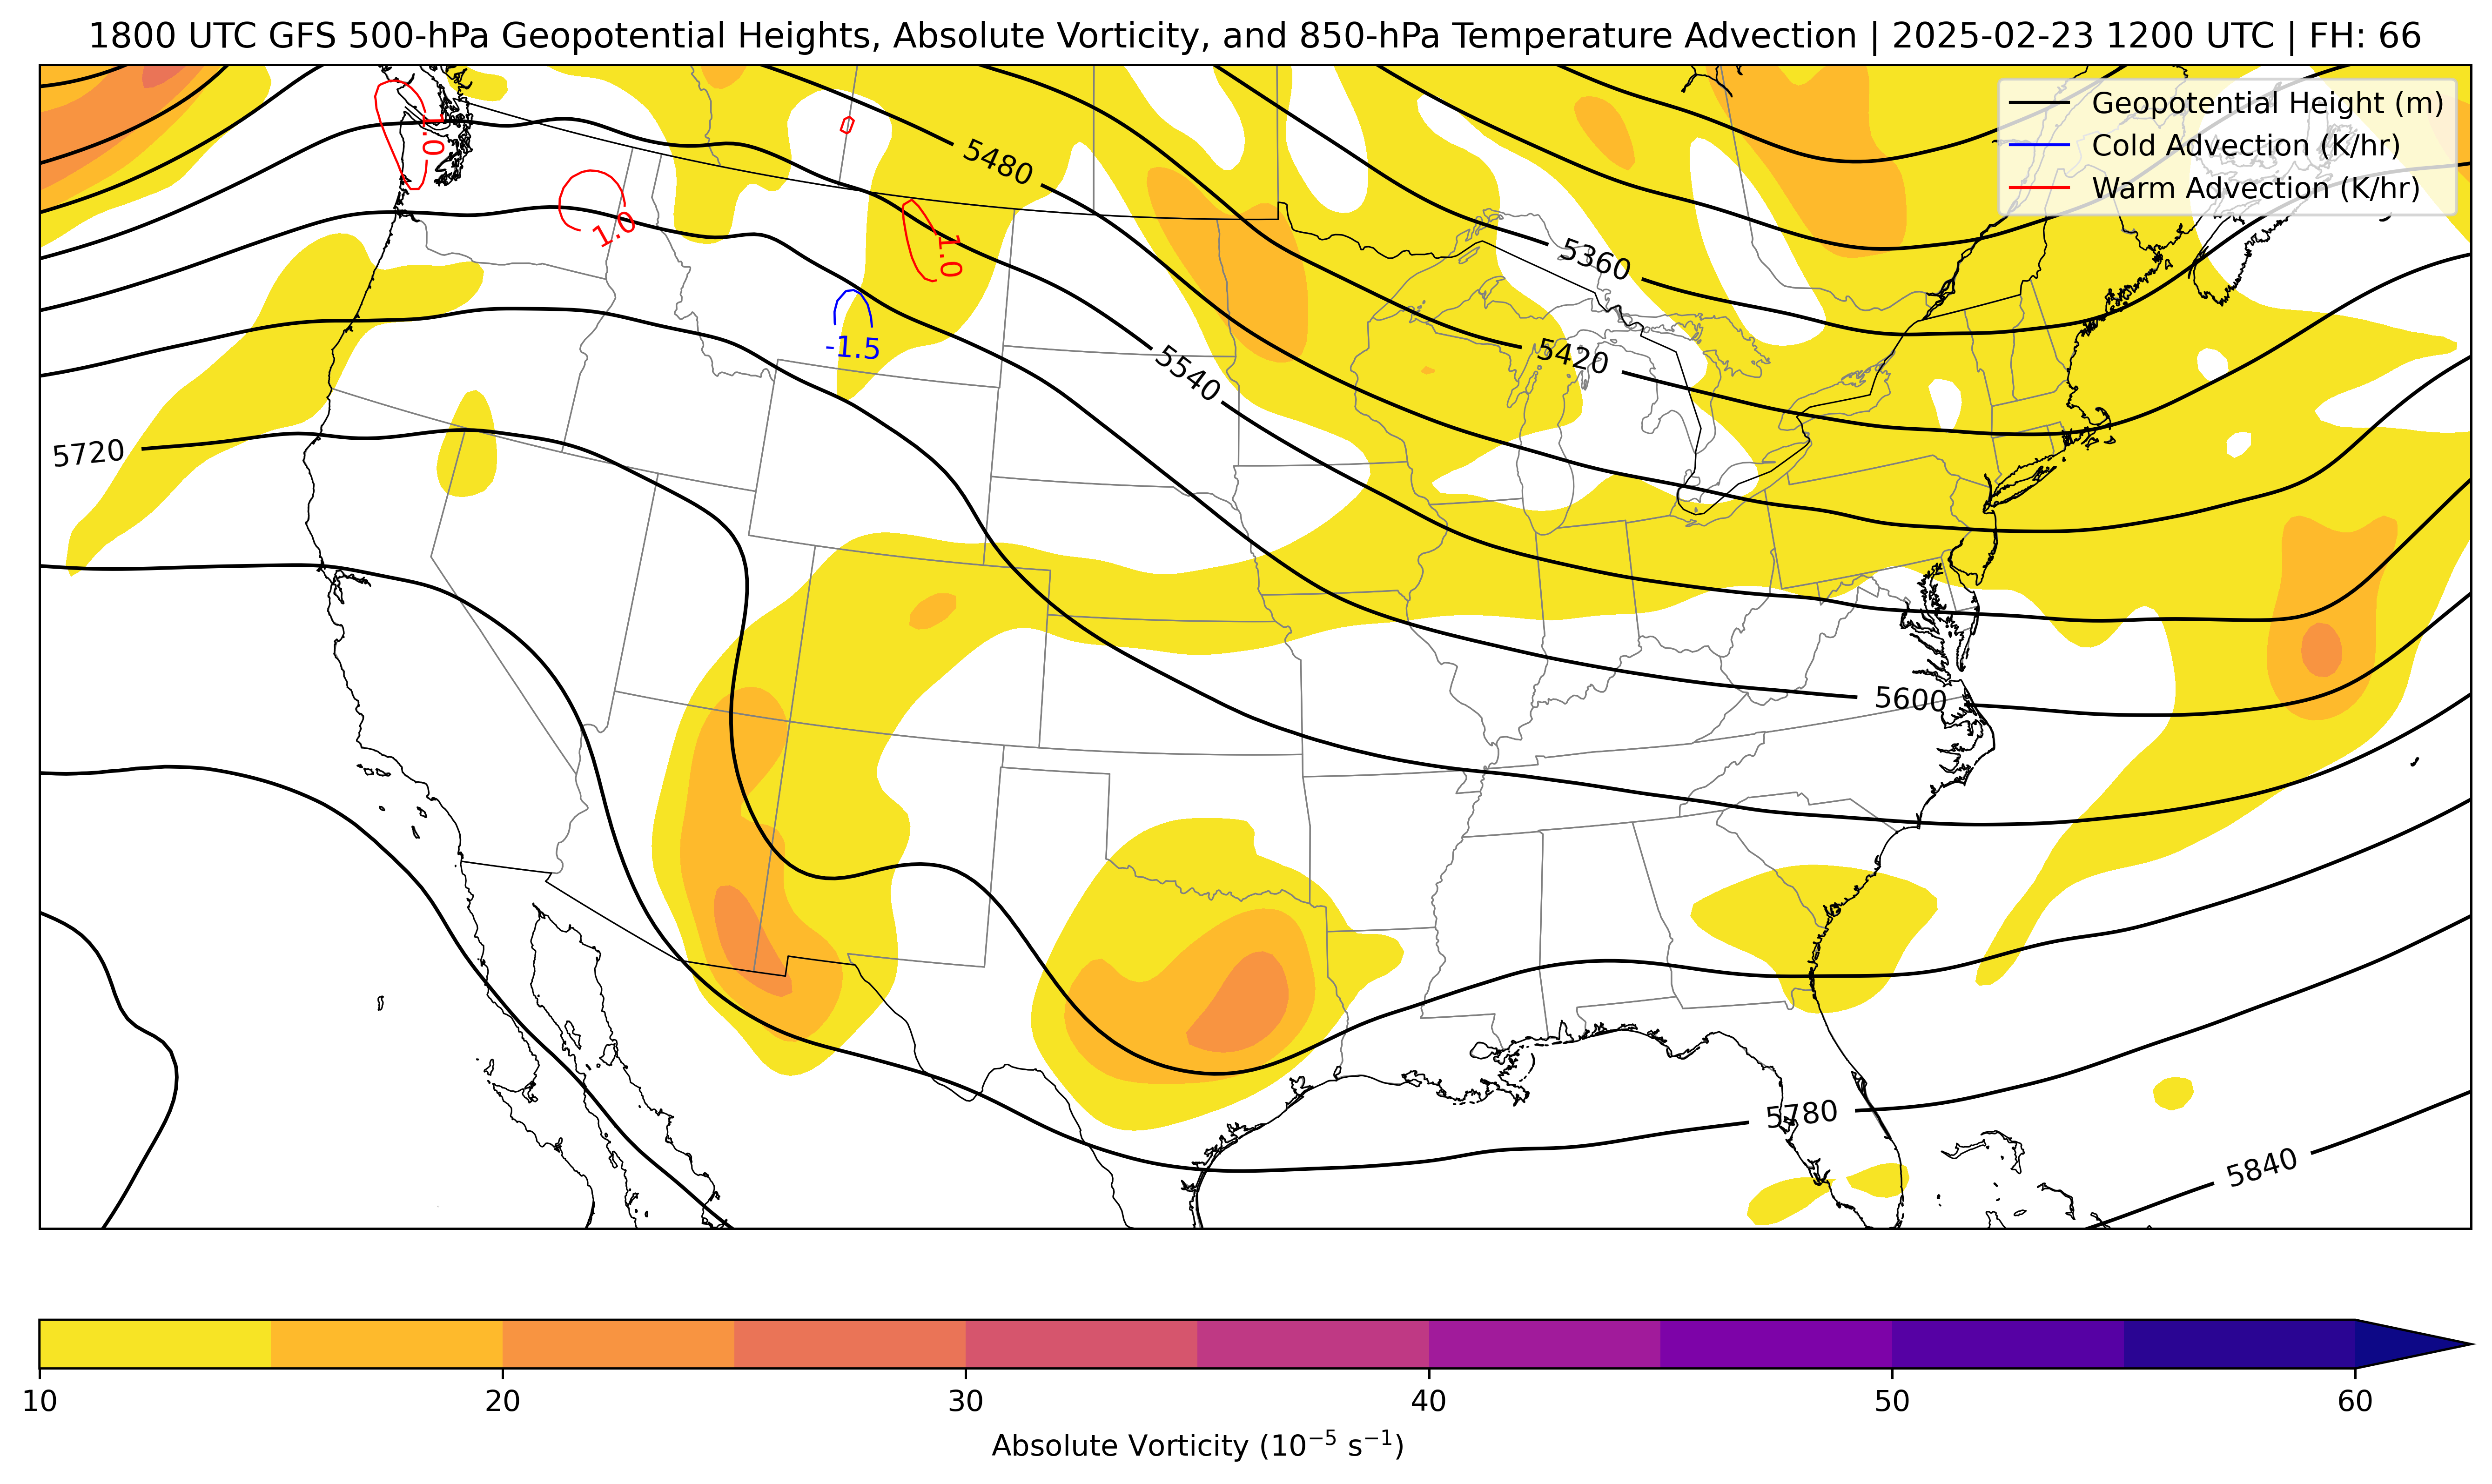 1800 UTC GFS 500-hPa Geopotential Heights, Absolute Vorticity, and 850-hPa Temperature Advection | 2025-02-23 1200 UTC | FH: 66
Geopotential Height (m)
Cold Advection (K/hr)
Warm Advection (K/hr)
1.0
5480
1.0
1.0
5360
-1.5
5420
5540
5720
5600
5780
5840
10 20 30 40 50 60
Absolute Vorticity (10⁻⁵ s⁻¹)